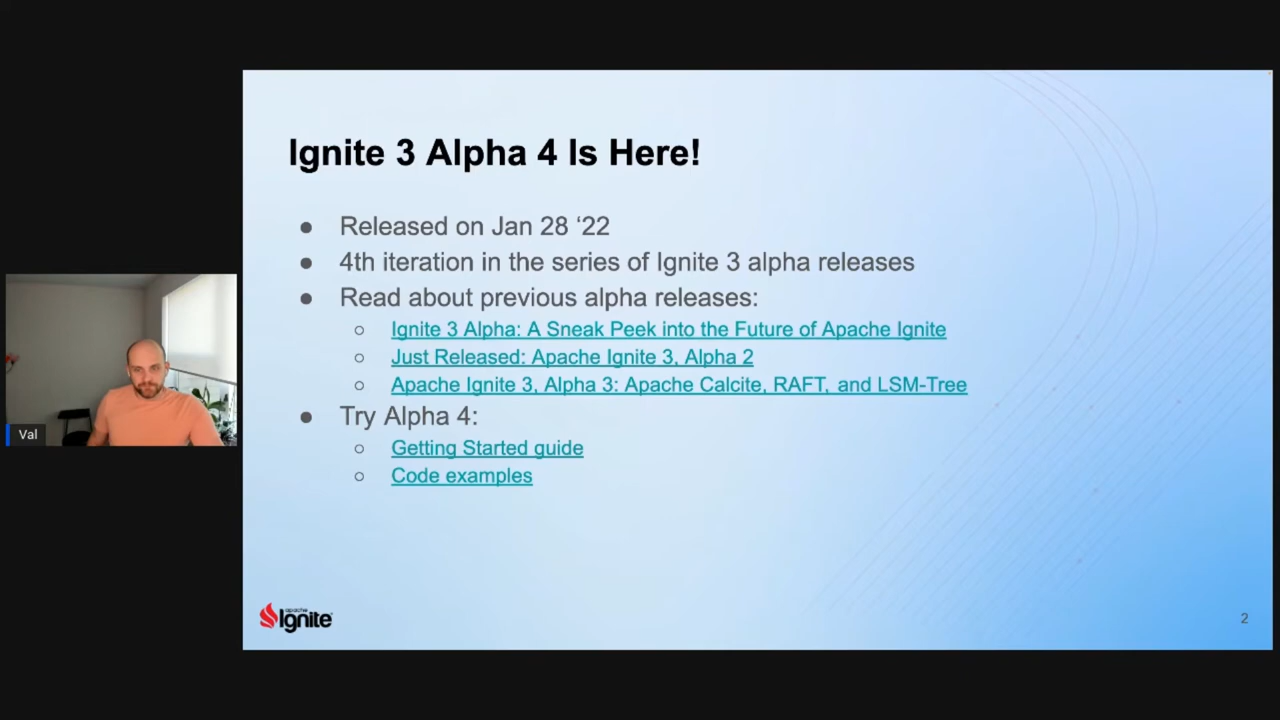 Ignite 3 Alpha 4 Is Here!
● Released on Jan 28 ‘22
● 4th iteration in the series of Ignite 3 alpha releases
● Read about previous alpha releases:
○ Ignite 3 Alpha: A Sneak Peek into the Future of Apache Ignite
○ Just Released: Apache Ignite 3, Alpha 2
○ Apache Ignite 3, Alpha 3: Apache Calcite, RAFT, and LSM-Tree
● Try Alpha 4:
○ Getting Started guide
○ Code examples
Val
APACHE
Ignite
2